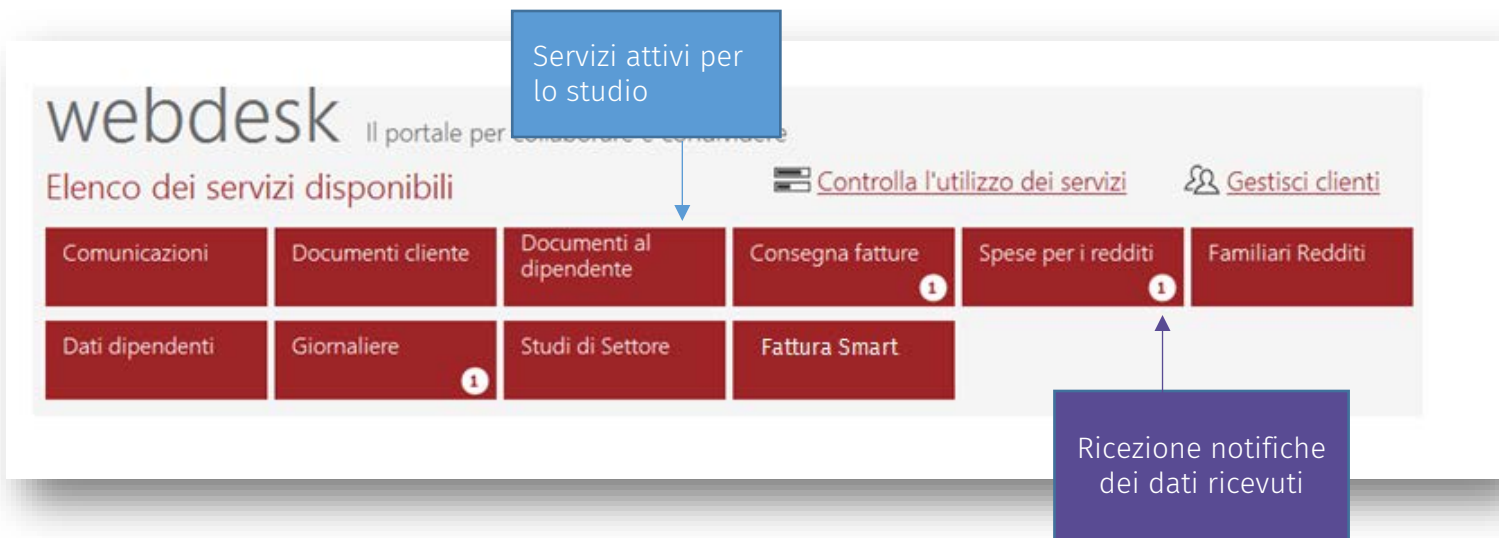 Servizi attivi per
lo studio
webdesk Il portale per
Elenco dei servizi disponibili
Controlla l'utilizzo dei servizi
Gestisci clienti
Comunicazioni
Documenti cliente
Documenti al
dipendente
Consegna fatture
1
Spese per i redditi
1
Familiari Redditi
Dati dipendenti
Giornaliere
1
Studi di Settore
Fattura Smart
Ricezione notifiche
dei dati ricevuti